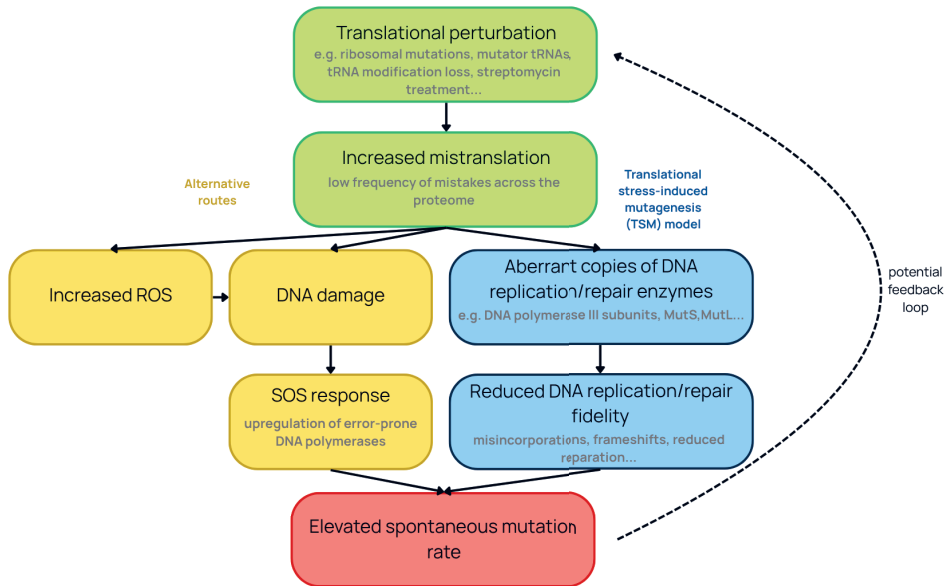 Translational perturbation
e.g. ribosomal mutations, mutator tRNAs,
tRNA modification loss, streptomycin
treatment...
Increased mistranslation
low frequency of mistakes across the
proteome
Alternative
routes
Translational
stress-induced
mutagenesis
(TSM) model
Increased ROS
DNA damage
Aberrant copies of DNA
replication/repair enzymes
e.g. DNA polymerase III subunits, MutS,MutL...
potential
feedback
loop
SOS response
upregulation of error-prone
DNA polymerases
Reduced DNA replication/repair
fidelity
misincorporations, frameshifts, reduced
reparation...
Elevated spontaneous mutation
rate